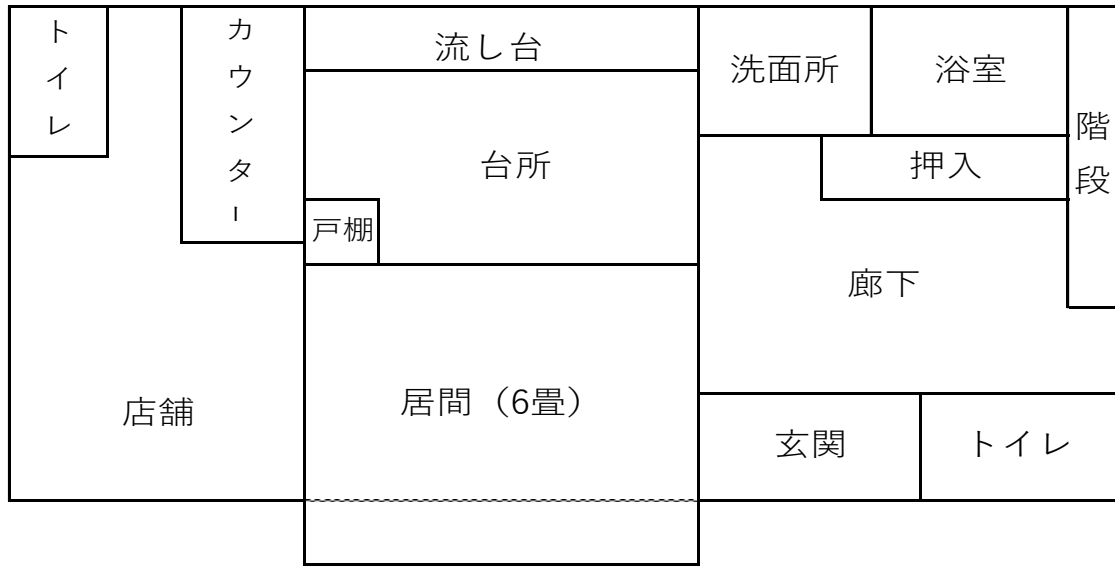 トイレ
カウンター
流し台
洗面所
浴室
階段
台所
押入
戸棚
廊下
店舗
居間（6畳）
玄関
トイレ